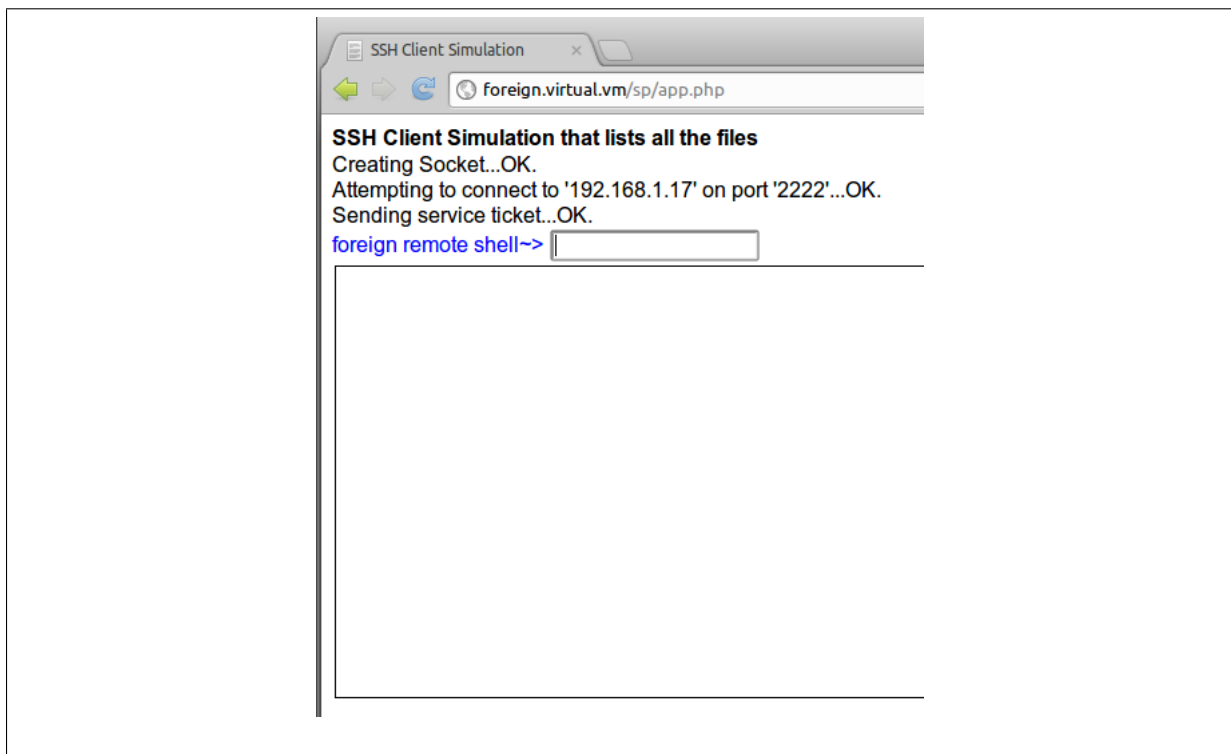 SSH Client Simulation
foreign.virtual.vm/sp/app.php
SSH Client Simulation that lists all the files
Creating Socket...OK.
Attempting to connect to '192.168.1.17' on port '2222'...OK.
Sending service ticket...OK.
foreign remote shell~>